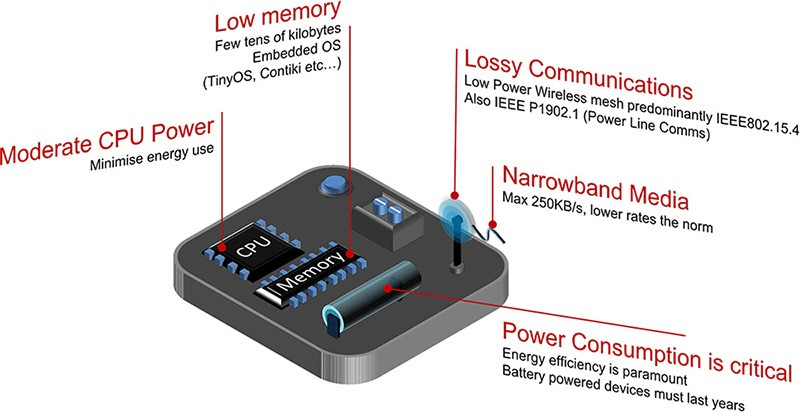 Low memory
Few tens of kilobytes
Embedded OS
(TinyOS, Contiki etc…)
Lossy Communications
Low Power Wireless mesh predominantly IEEE802.15.4
Also IEEE P1902.1 (Power Line Comms)
Moderate CPU Power
Minimise energy use
Narrowband Media
Max 250KB/s, lower rates the norm
CPU
Memory
Power Consumption is critical
Energy efficiency is paramount
Battery powered devices must last years